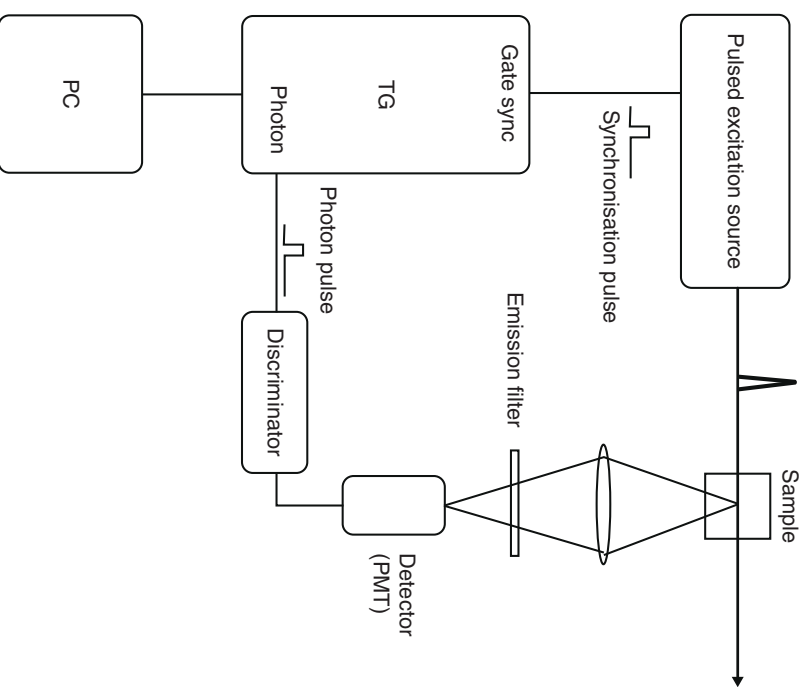 Pulsed excitation source
Sample
Synchronisation pulse
Gate sync
TG
Photon
Emission filter
Photon pulse
Discriminator
Detector
(PMT)
PC